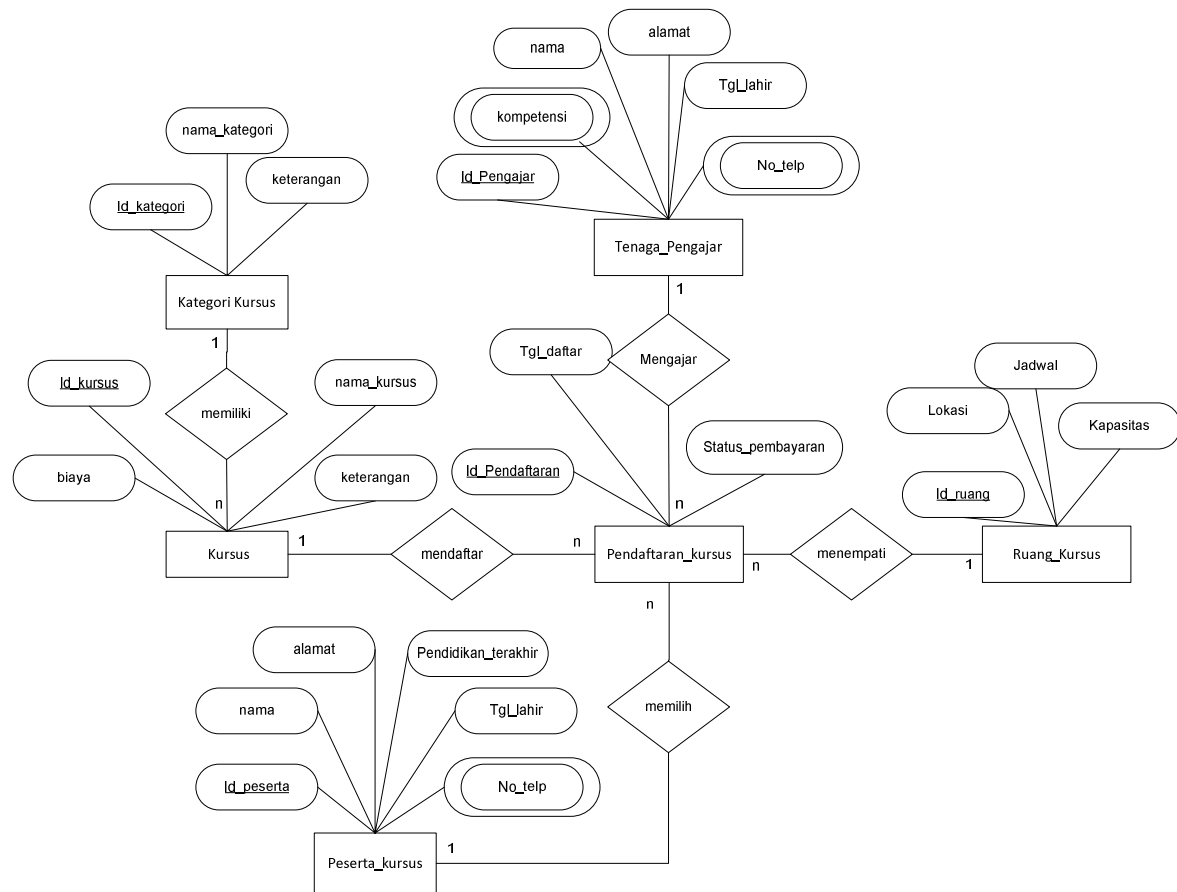 alamat
nama
Tgl_lahir
kompetensi
nama_kategori
No_telp
keterangan
Id_Pengajar
Id_kategori
Tenaga_Pengajar
Kategori Kursus
1
1
Tgl_daftar
Mengajar
Jadwal
Id_kursus
nama_kursus
Lokasi
memiliki
Kapasitas
Status_pembayaran
biaya
keterangan
Id_Pendaftaran
Id_ruang
n
n
Kursus
1
mendaftar
n
Pendaftaran_kursus
n
menempati
1
Ruang_Kursus
n
alamat
Pendidikan_terakhir
nama
Tgl_lahir
memilih
Id_peserta
No_telp
Peserta_kursus
1